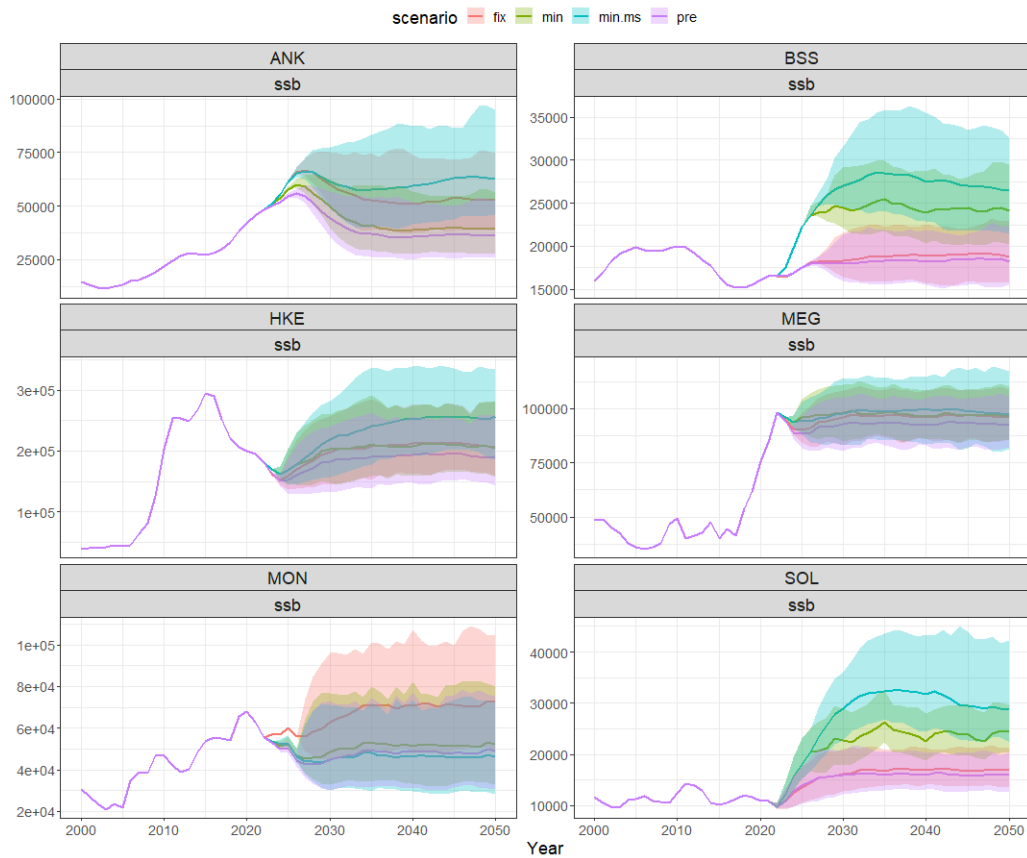 scenario fix min min.ms pre
ANK BSS
ssb ssb
100000
75000
50000
25000
35000
30000
25000
20000
15000
HKE MEG
ssb ssb
3e+05
2e+05
1e+05
100000
75000
50000
MON SOL
ssb ssb
1e+05
8e+04
6e+04
4e+04
2e+04
40000
30000
20000
10000
2000 2010 2020 2030 2040 2050 2000 2010 2020 2030 2040 2050
Year